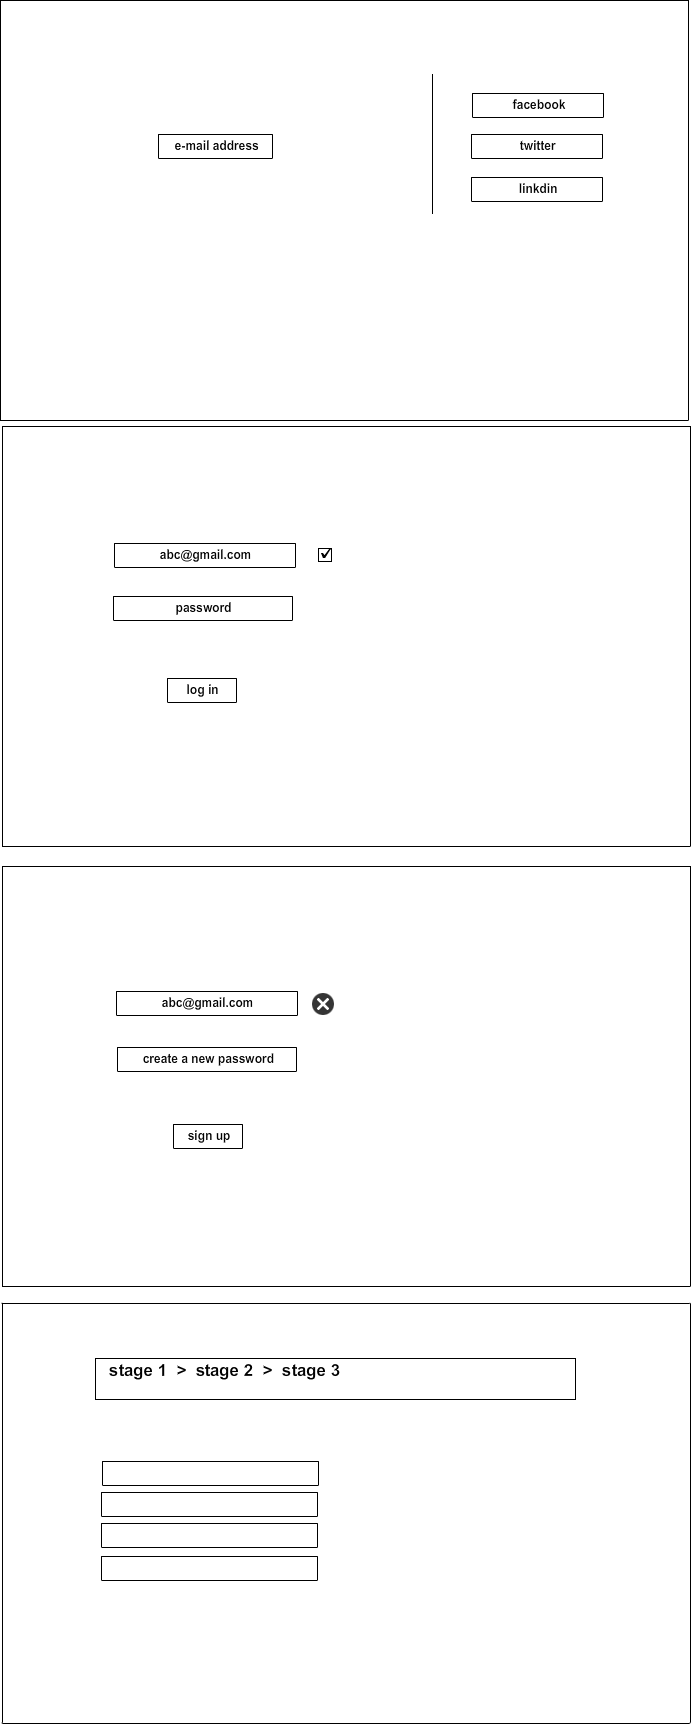 facebook
e-mail address
twitter
linkdin
abc@gmail.com
password
log in
abc@gmail.com
create a new password
sign up
stage 1 > stage 2 > stage 3